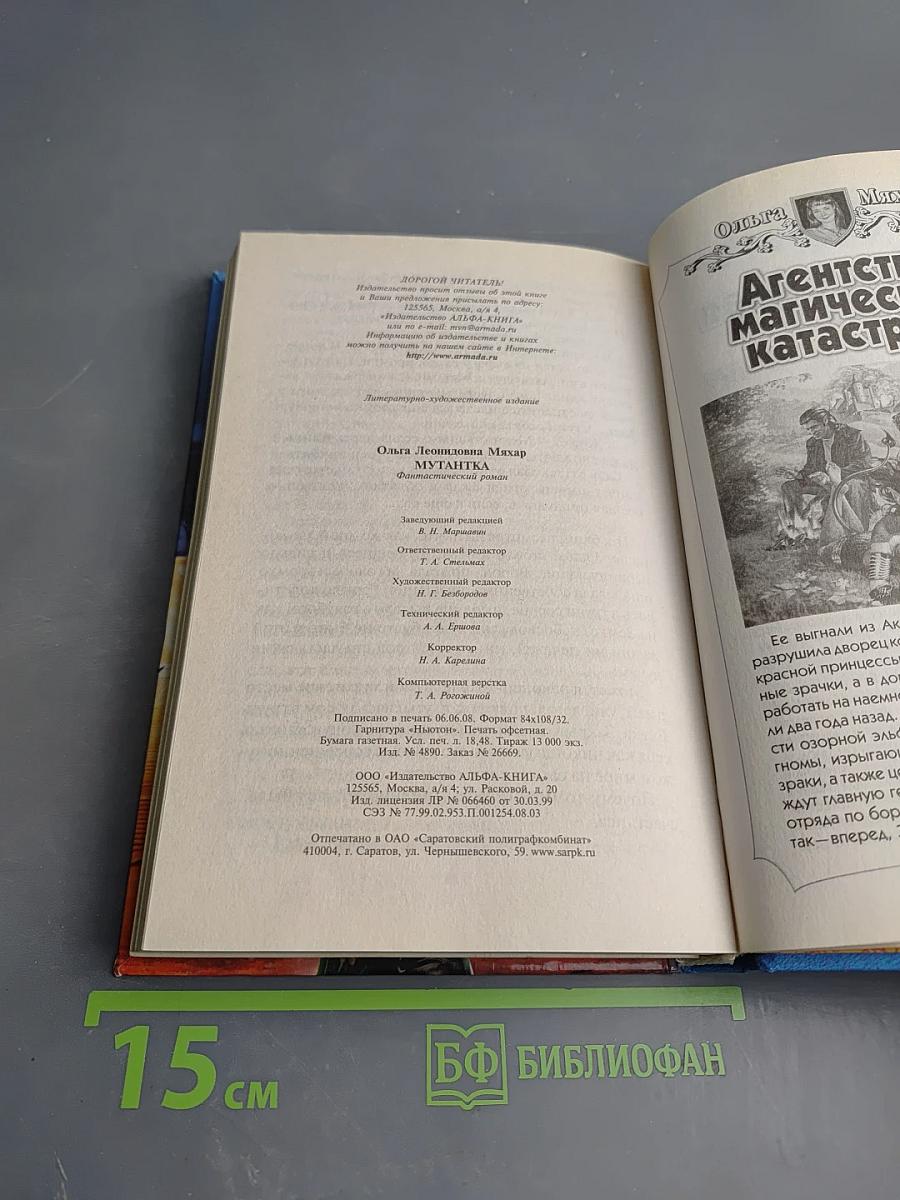 ДОРОГОЙ ЧИТАТЕЛЬ!
Издательство просит отзывы об этой книге
и Ваши предложения присылать по адресу:
125565, Москва, а/я 4,
«Издательство АЛЬФА-КНИГА»
или по e-mail: mvn@armada.ru
Информацию об издательстве и книгах
можно получить на нашем сайте в Интернете:
http://www.armada.ru
Литературно-художественное издание
Ольга Леонидовна Мяхар
МУТАНТКА
Фантастический роман
Заведующий редакцией
В. Н. Маршавин
Ответственный редактор
Т. А. Стельмах
Художественный редактор
Н. Г. Безбородов
Технический редактор
А. А. Ершова
Корректор
Н. А. Карелина
Компьютерная верстка
Т. А. Рогожиной
Подписано в печать 06.06.08. Формат 84х108/32.
Гарнитура «Ньютон». Печать офсетная.
Бумага газетная. Усл. печ. л. 18,48. Тираж 13 000 экз.
Изд. № 4890. Заказ № 26669.
ООО «Издательство АЛЬФА-КНИГА»
125565, Москва, а/я 4; ул. Расковой, д. 20
Изд. лицензия ЛР № 066460 от 30.03.99
СЭЗ № 77.99.02.953.П.001254.08.03
Отпечатано в ОАО «Саратовский полиграфкомбинат»
410004, г. Саратов, ул. Чернышевского, 59. www.sarpk.ru
Ольга Мях
Агентст
магичес
катастр
Ее выгнали из Ак
разрушила дворец ко
красной принцессы
ные зрачки, а в до
работать на наемн
ли два года назад.
сти озорной эльф
гномы, изрыгаю
зраки, а также це
ждут главную ге
отряда по бор
так—вперед,
15 см
БФ БИБЛИОФАН